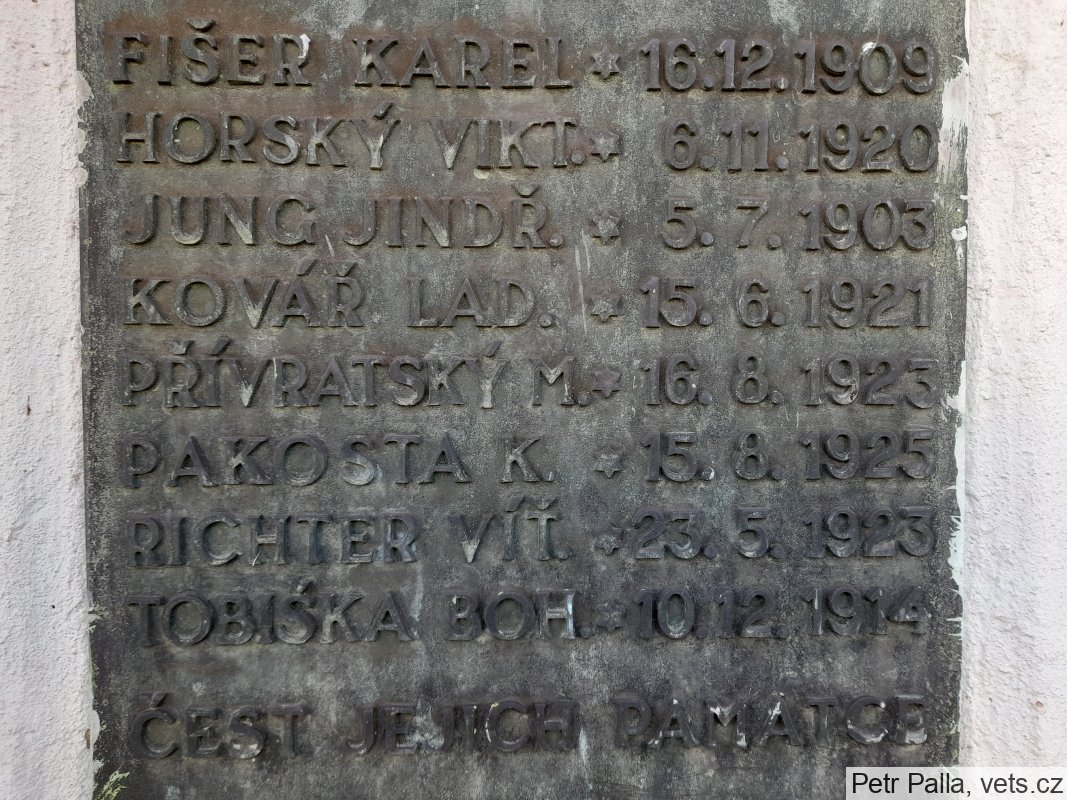 FIŠER KAREL * 16.12.1909
HORSKÝ VIKT. * 6.11.1920
JUNG JINDŘ. * 5.7.1903
KOVÁŘ LAD. * 15.6.1921
PŘÍVRATSKÝ M. * 16.8.1923
PAKOSTA K. * 15.8.1925
RICHTER VÍT. * 23.5.1923
TOBIŠKA BOH. * 10.12.1914
ČEST JEJICH PAMÁTCE
Petr Palla, vets.cz